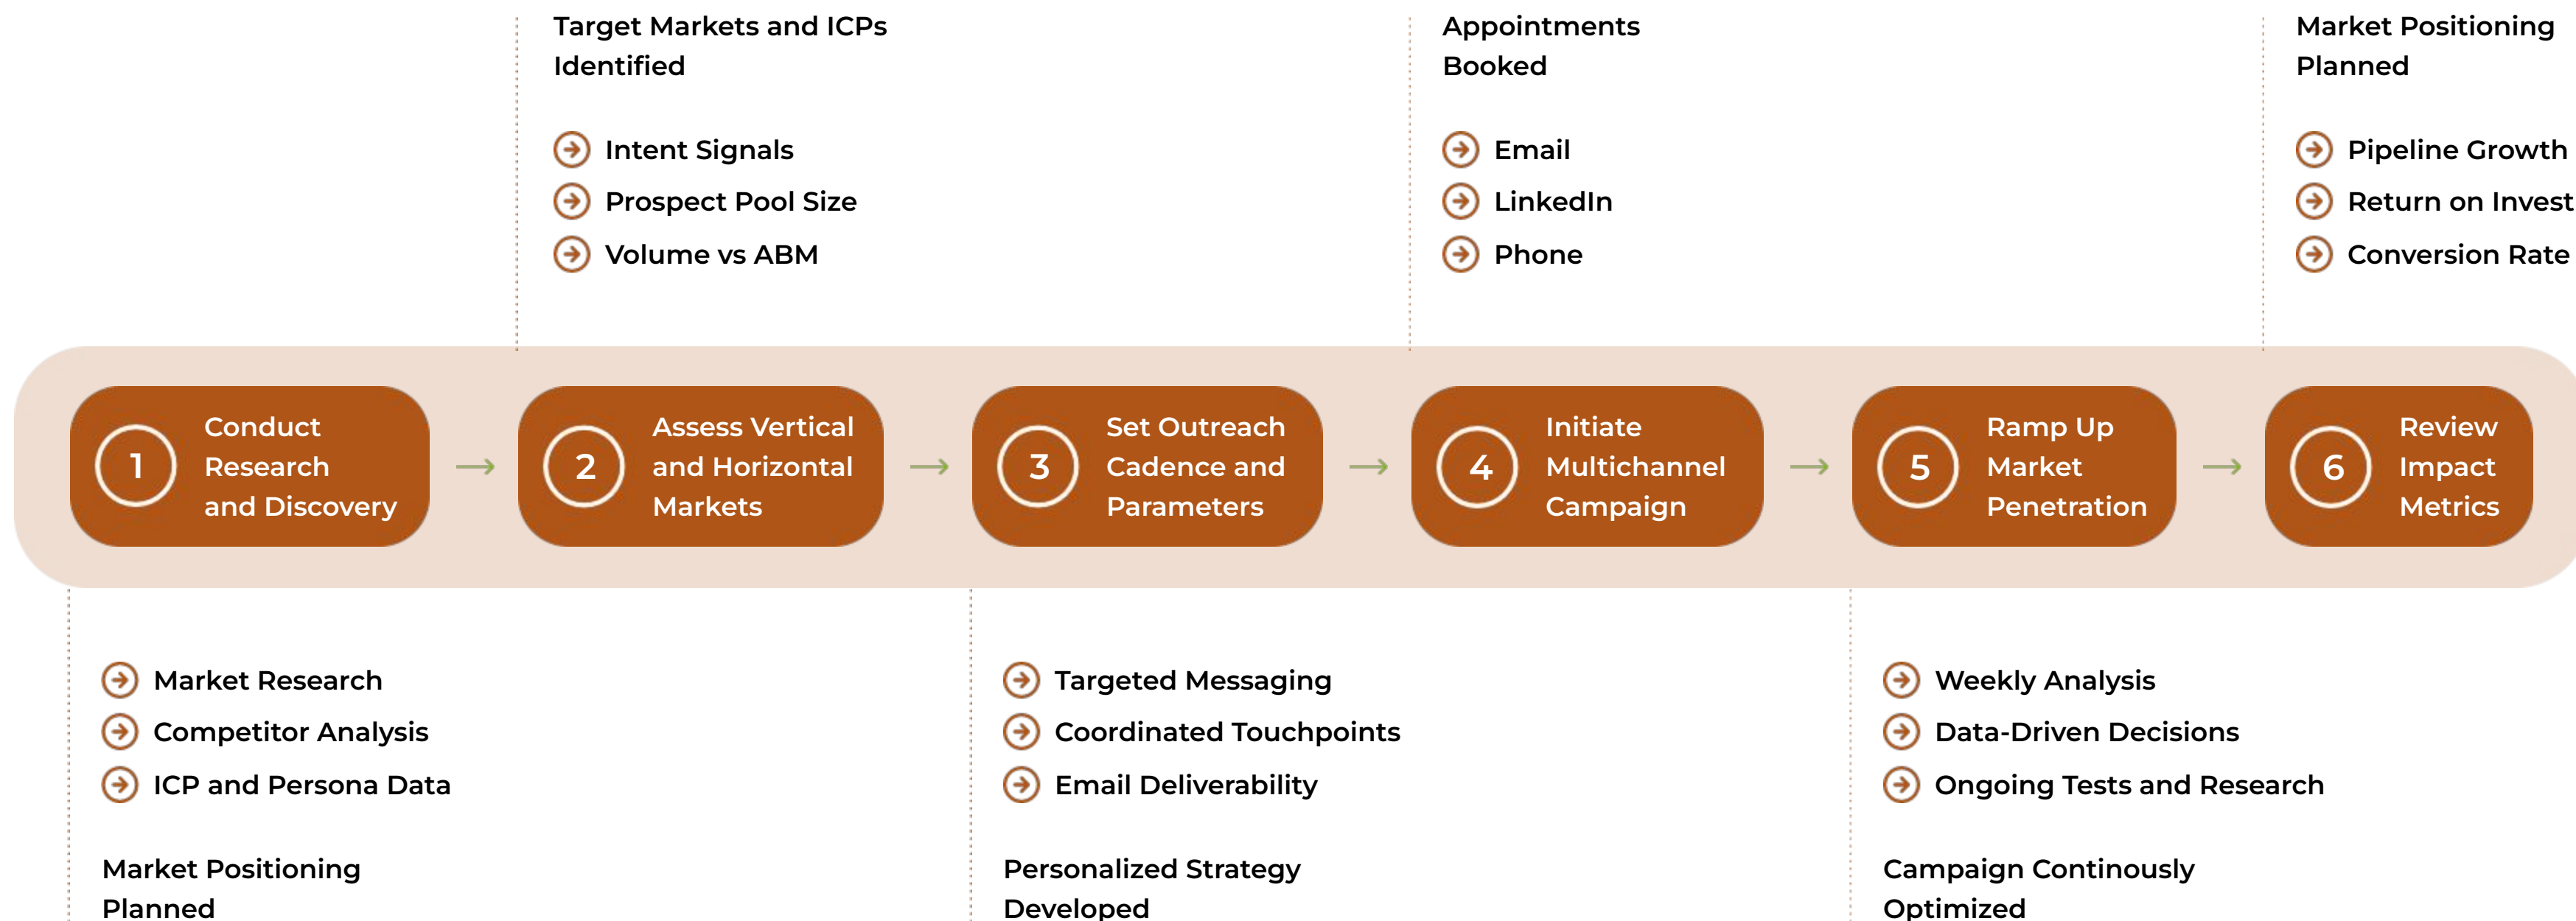 Target Markets and ICPs
Identified
Intent Signals
Prospect Pool Size
Volume vs ABM
Appointments
Booked
Email
LinkedIn
Phone
Market Positioning
Planned
Pipeline Growth
Return on Invest
Conversion Rate
1
Conduct
Research
and Discovery
2
Assess Vertical
and Horizontal
Markets
3
Set Outreach
Cadence and
Parameters
4
Initiate
Multichannel
Campaign
5
Ramp Up
Market
Penetration
6
Review
Impact
Metrics
Market Research
Competitor Analysis
ICP and Persona Data
Market Positioning
Planned
Targeted Messaging
Coordinated Touchpoints
Email Deliverability
Personalized Strategy
Developed
Weekly Analysis
Data-Driven Decisions
Ongoing Tests and Research
Campaign Continously
Optimized